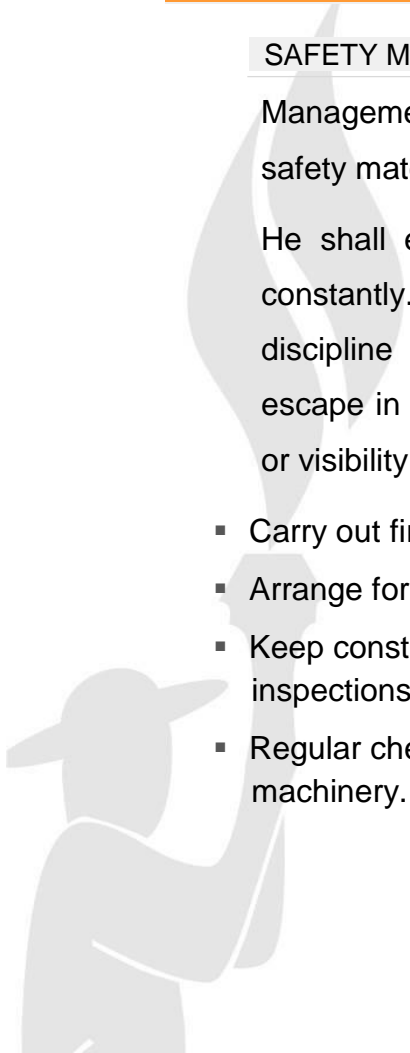 SAFETY M
Manageme
safety mat
He shall e
constantly.
discipline
escape in
or visibility
▪ Carry out fi
▪ Arrange for
▪ Keep const
inspections
▪ Regular che
machinery.